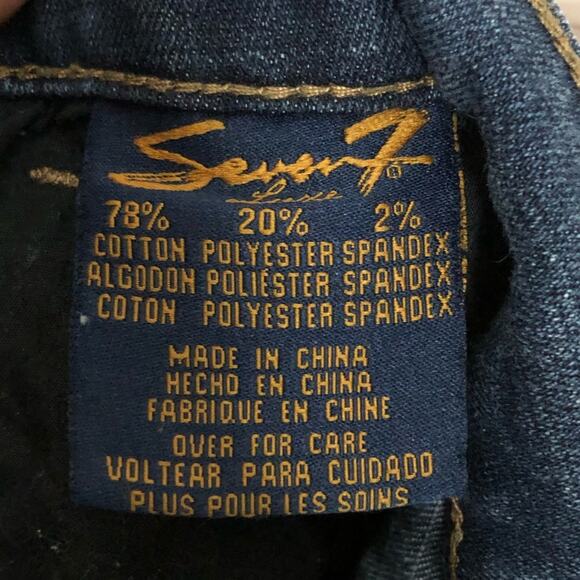 Seven7®
Luxe
78% 20% 2%
COTTON POLYESTER SPANDEX
ALGODON POLIÉSTER SPANDEX
COTON POLYESTER SPANDEX
MADE IN CHINA
HECHO EN CHINA
FABRIQUE EN CHINE
OVER FOR CARE
VOLTEAR PARA CUIDADO
PLUS POUR LES SOINS